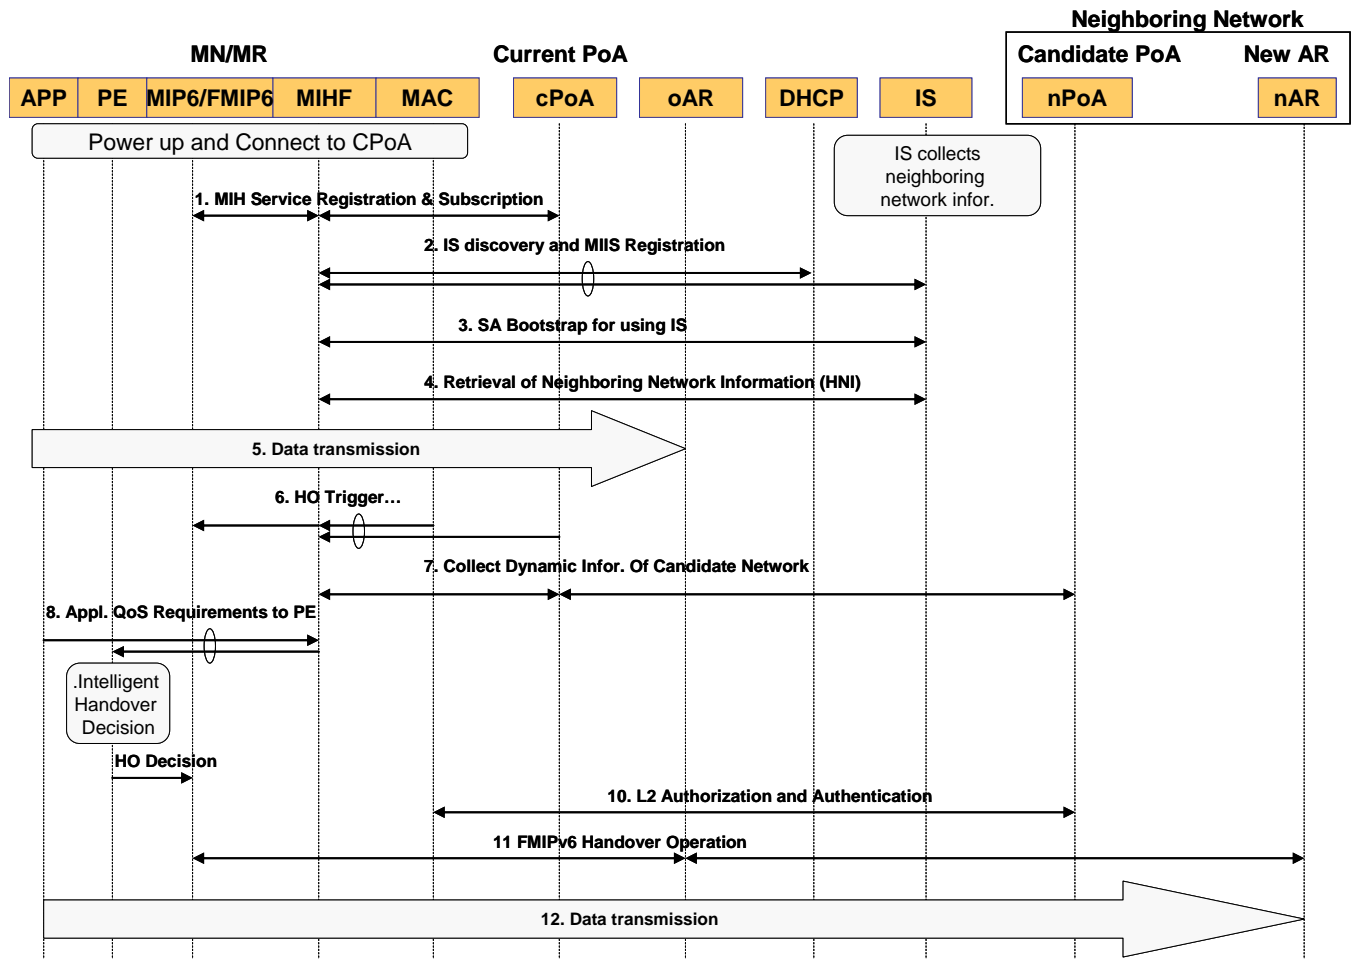 Neighboring Network
MN/MR Current PoA Candidate PoA New AR
APP PE MIP6/FMIP6 MIHF MAC cPoA oAR DHCP IS nPoA nAR
Power up and Connect to CPoA
IS collects
neighboring
network infor.
1. MIH Service Registration & Subscription
2. IS discovery and MIIS Registration
3. SA Bootstrap for using IS
4. Retrieval of Neighboring Network Information (HNI)
5. Data transmission
6. HO Trigger…
7. Collect Dynamic Infor. Of Candidate Network
8. Appl. QoS Requirements to PE
.Intelligent
Handover
Decision
HO Decision
10. L2 Authorization and Authentication
11 FMIPv6 Handover Operation
12. Data transmission